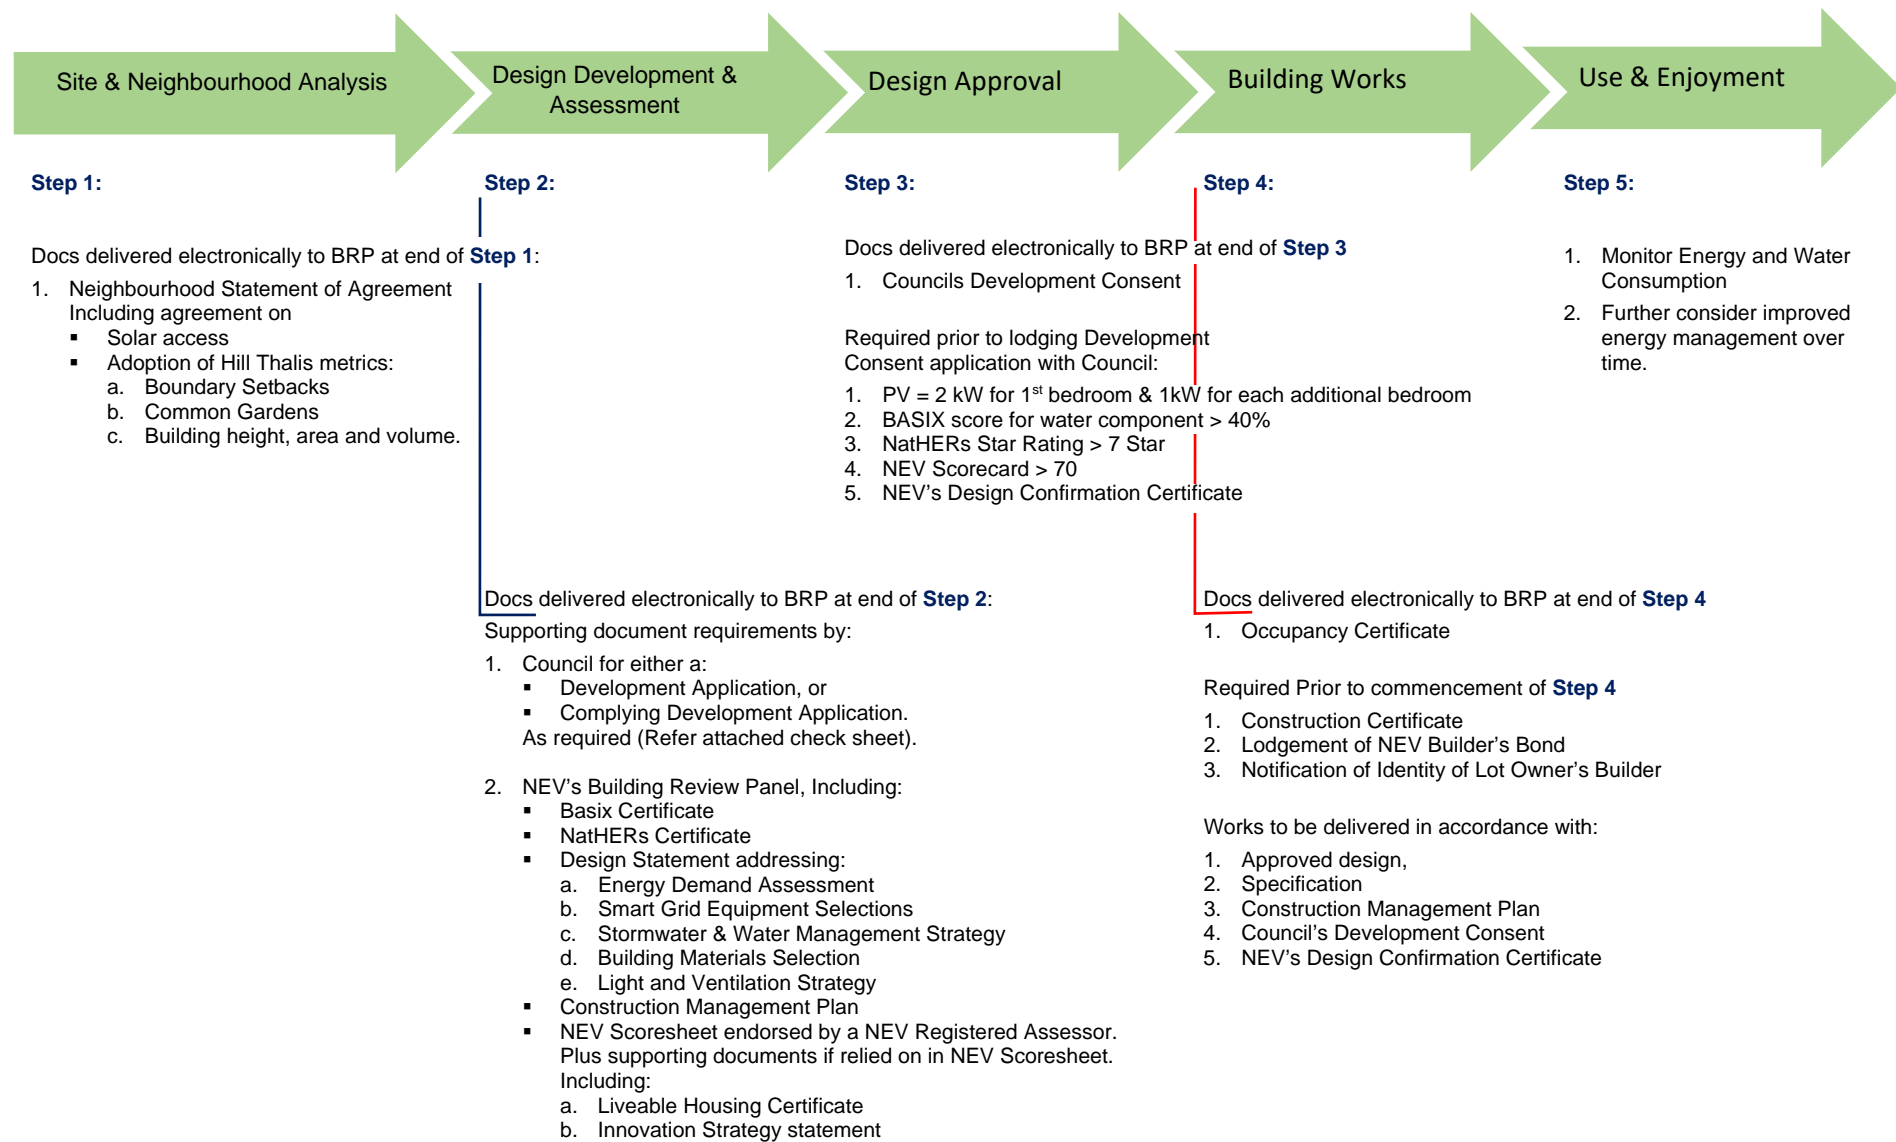 Site & Neighbourhood Analysis
Design Development &
Assessment
Design Approval
Building Works
Use & Enjoyment
Step 1:
Docs delivered electronically to BRP at end of Step 1:
1. Neighbourhood Statement of Agreement
Including agreement on
▪ Solar access
▪ Adoption of Hill Thalis metrics:
a. Boundary Setbacks
b. Common Gardens
c. Building height, area and volume.
Step 2:
Docs delivered electronically to BRP at end of Step 2:
Supporting document requirements by:
1. Council for either a:
▪ Development Application, or
▪ Complying Development Application.
As required (Refer attached check sheet).
2. NEV’s Building Review Panel, Including:
▪ Basix Certificate
▪ NatHERs Certificate
▪ Design Statement addressing:
a. Energy Demand Assessment
b. Smart Grid Equipment Selections
c. Stormwater & Water Management Strategy
d. Building Materials Selection
e. Light and Ventilation Strategy
▪ Construction Management Plan
▪ NEV Scoresheet endorsed by a NEV Registered Assessor.
Plus supporting documents if relied on in NEV Scoresheet.
Including:
a. Liveable Housing Certificate
b. Innovation Strategy statement
Step 3:
Docs delivered electronically to BRP at end of Step 3
1. Councils Development Consent
Required prior to lodging Development
Consent application with Council:
1. PV = 2 kW for 1st bedroom & 1kW for each additional bedroom
2. BASIX score for water component > 40%
3. NatHERs Star Rating > 7 Star
4. NEV Scorecard > 70
5. NEV’s Design Confirmation Certificate
Step 4:
Docs delivered electronically to BRP at end of Step 4
1. Occupancy Certificate
Required Prior to commencement of Step 4
1. Construction Certificate
2. Lodgement of NEV Builder’s Bond
3. Notification of Identity of Lot Owner’s Builder
Works to be delivered in accordance with:
1. Approved design,
2. Specification
3. Construction Management Plan
4. Council’s Development Consent
5. NEV’s Design Confirmation Certificate
Step 5:
1. Monitor Energy and Water
Consumption
2. Further consider improved
energy management over
time.